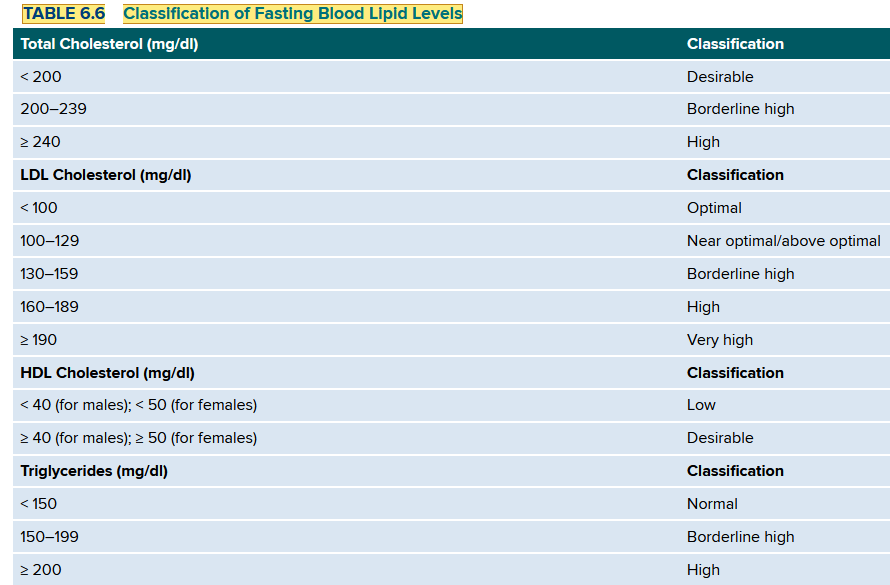 TABLE 6.6 Classification of Fasting Blood Lipid Levels
Total Cholesterol (mg/dl) Classification
< 200 Desirable
200–239 Borderline high
≥ 240 High
LDL Cholesterol (mg/dl) Classification
< 100 Optimal
100–129 Near optimal/above optimal
130–159 Borderline high
160–189 High
≥ 190 Very high
HDL Cholesterol (mg/dl) Classification
< 40 (for males); < 50 (for females) Low
≥ 40 (for males); ≥ 50 (for females) Desirable
Triglycerides (mg/dl) Classification
< 150 Normal
150–199 Borderline high
≥ 200 High